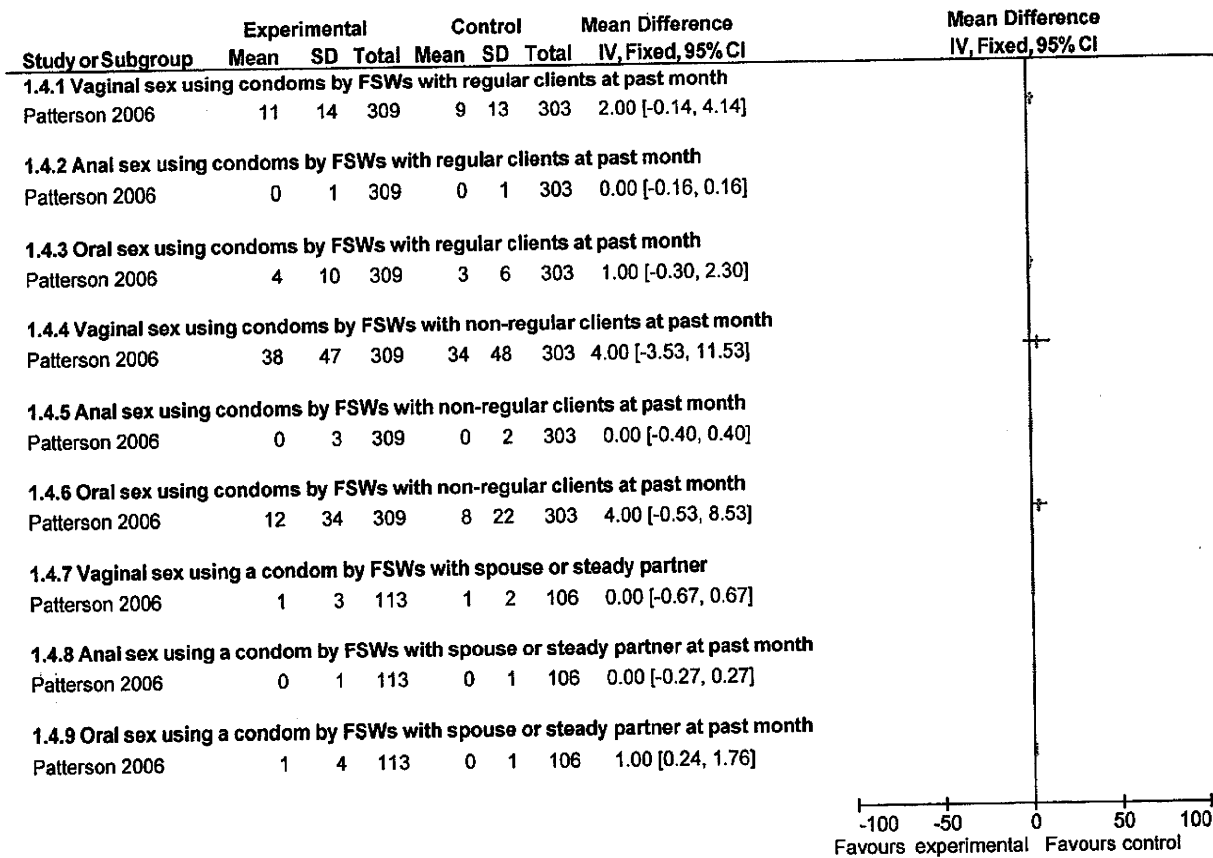 Experimental Control Mean Difference Mean Difference
Study or Subgroup Mean SD Total Mean SD Total IV, Fixed, 95% CI IV, Fixed, 95% CI
1.4.1 Vaginal sex using condoms by FSWs with regular clients at past month
Patterson 2006 11 14 309 9 13 303 2.00 [-0.14, 4.14]
1.4.2 Anal sex using condoms by FSWs with regular clients at past month
Patterson 2006 0 1 309 0 1 303 0.00 [-0.16, 0.16]
1.4.3 Oral sex using condoms by FSWs with regular clients at past month
Patterson 2006 4 10 309 3 6 303 1.00 [-0.30, 2.30]
1.4.4 Vaginal sex using condoms by FSWs with non-regular clients at past month
Patterson 2006 38 47 309 34 48 303 4.00 [-3.53, 11.53]
1.4.5 Anal sex using condoms by FSWs with non-regular clients at past month
Patterson 2006 0 3 309 0 2 303 0.00 [-0.40, 0.40]
1.4.6 Oral sex using condoms by FSWs with non-regular clients at past month
Patterson 2006 12 34 309 8 22 303 4.00 [-0.53, 8.53]
1.4.7 Vaginal sex using a condom by FSWs with spouse or steady partner
Patterson 2006 1 3 113 1 2 106 0.00 [-0.67, 0.67]
1.4.8 Anal sex using a condom by FSWs with spouse or steady partner at past month
Patterson 2006 0 1 113 0 1 106 0.00 [-0.27, 0.27]
1.4.9 Oral sex using a condom by FSWs with spouse or steady partner at past month
Patterson 2006 1 4 113 0 1 106 1.00 [0.24, 1.76]
-100 -50 0 50 100
Favours experimental Favours control